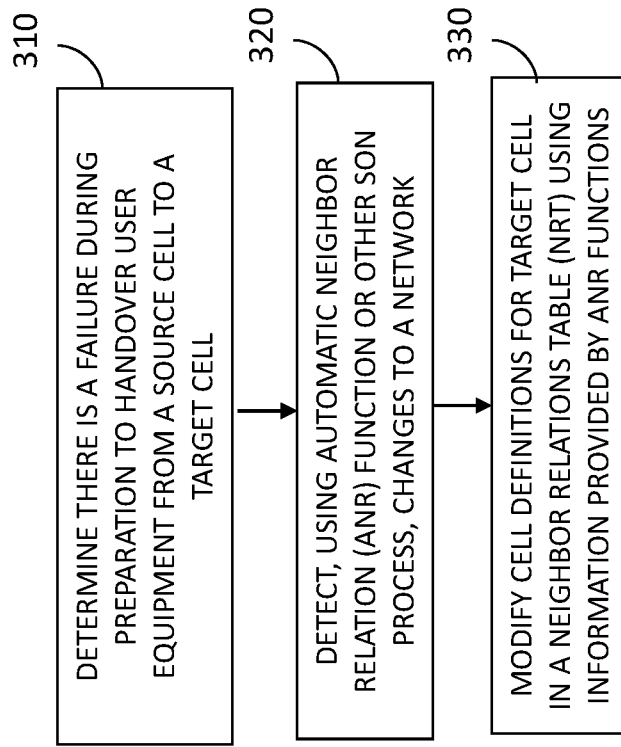 310
DETERMINE THERE IS A FAILURE DURING
PREPARATION TO HANDOVER USER
EQUIPMENT FROM A SOURCE CELL TO A
TARGET CELL
320
DETECT, USING AUTOMATIC NEIGHBOR
RELATION (ANR) FUNCTION OR OTHER SON
PROCESS, CHANGES TO A NETWORK
330
MODIFY CELL DEFINITIONS FOR TARGET CELL
IN A NEIGHBOR RELATIONS TABLE (NRT) USING
INFORMATION PROVIDED BY ANR FUNCTIONS